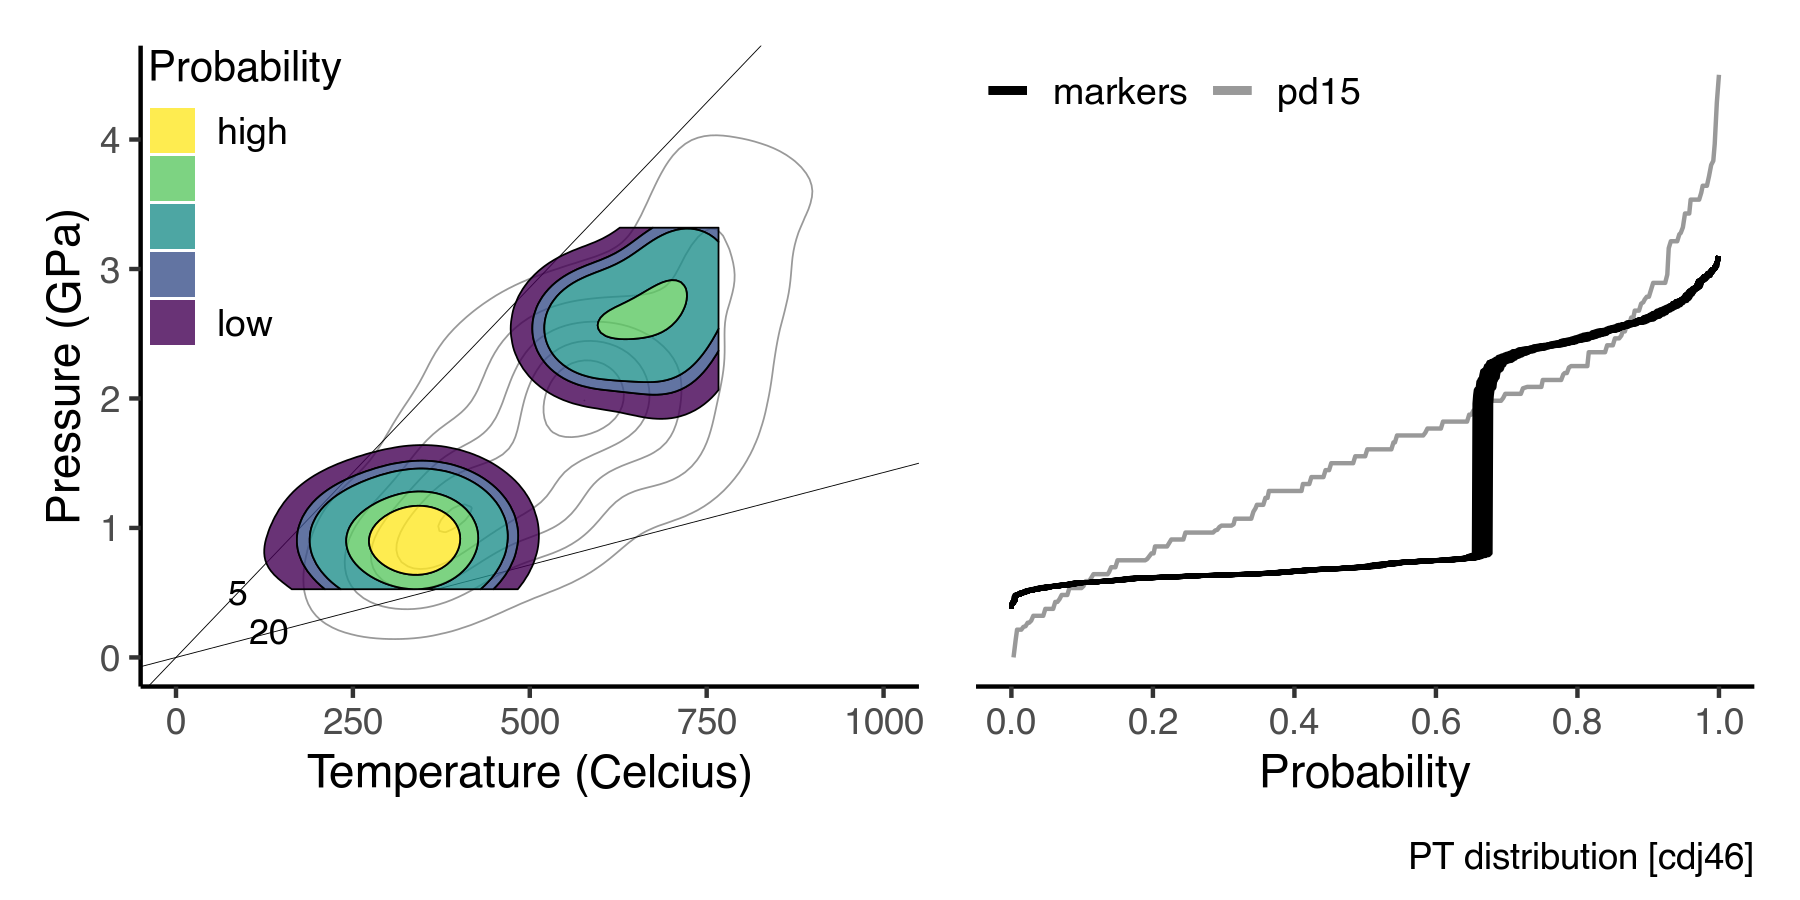 Probability
high
low
4
3
2
1
0
Pressure (GPa)
5
20
0 250 500 750 1000
Temperature (Celcius)
markers pd15
0.0 0.2 0.4 0.6 0.8 1.0
Probability
PT distribution [cdj46]